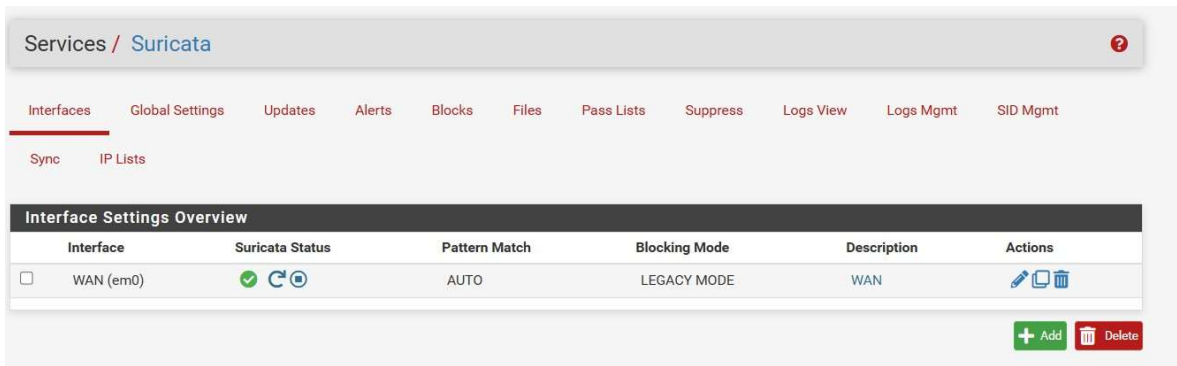 Services / Suricata
Interfaces Global Settings Updates Alerts Blocks Files Pass Lists Suppress Logs View Logs Mgmt SID Mgmt
Sync IP Lists
Interface Settings Overview
Interface Suricata Status Pattern Match Blocking Mode Description Actions
WAN (em0) AUTO LEGACY MODE WAN
Add Delete